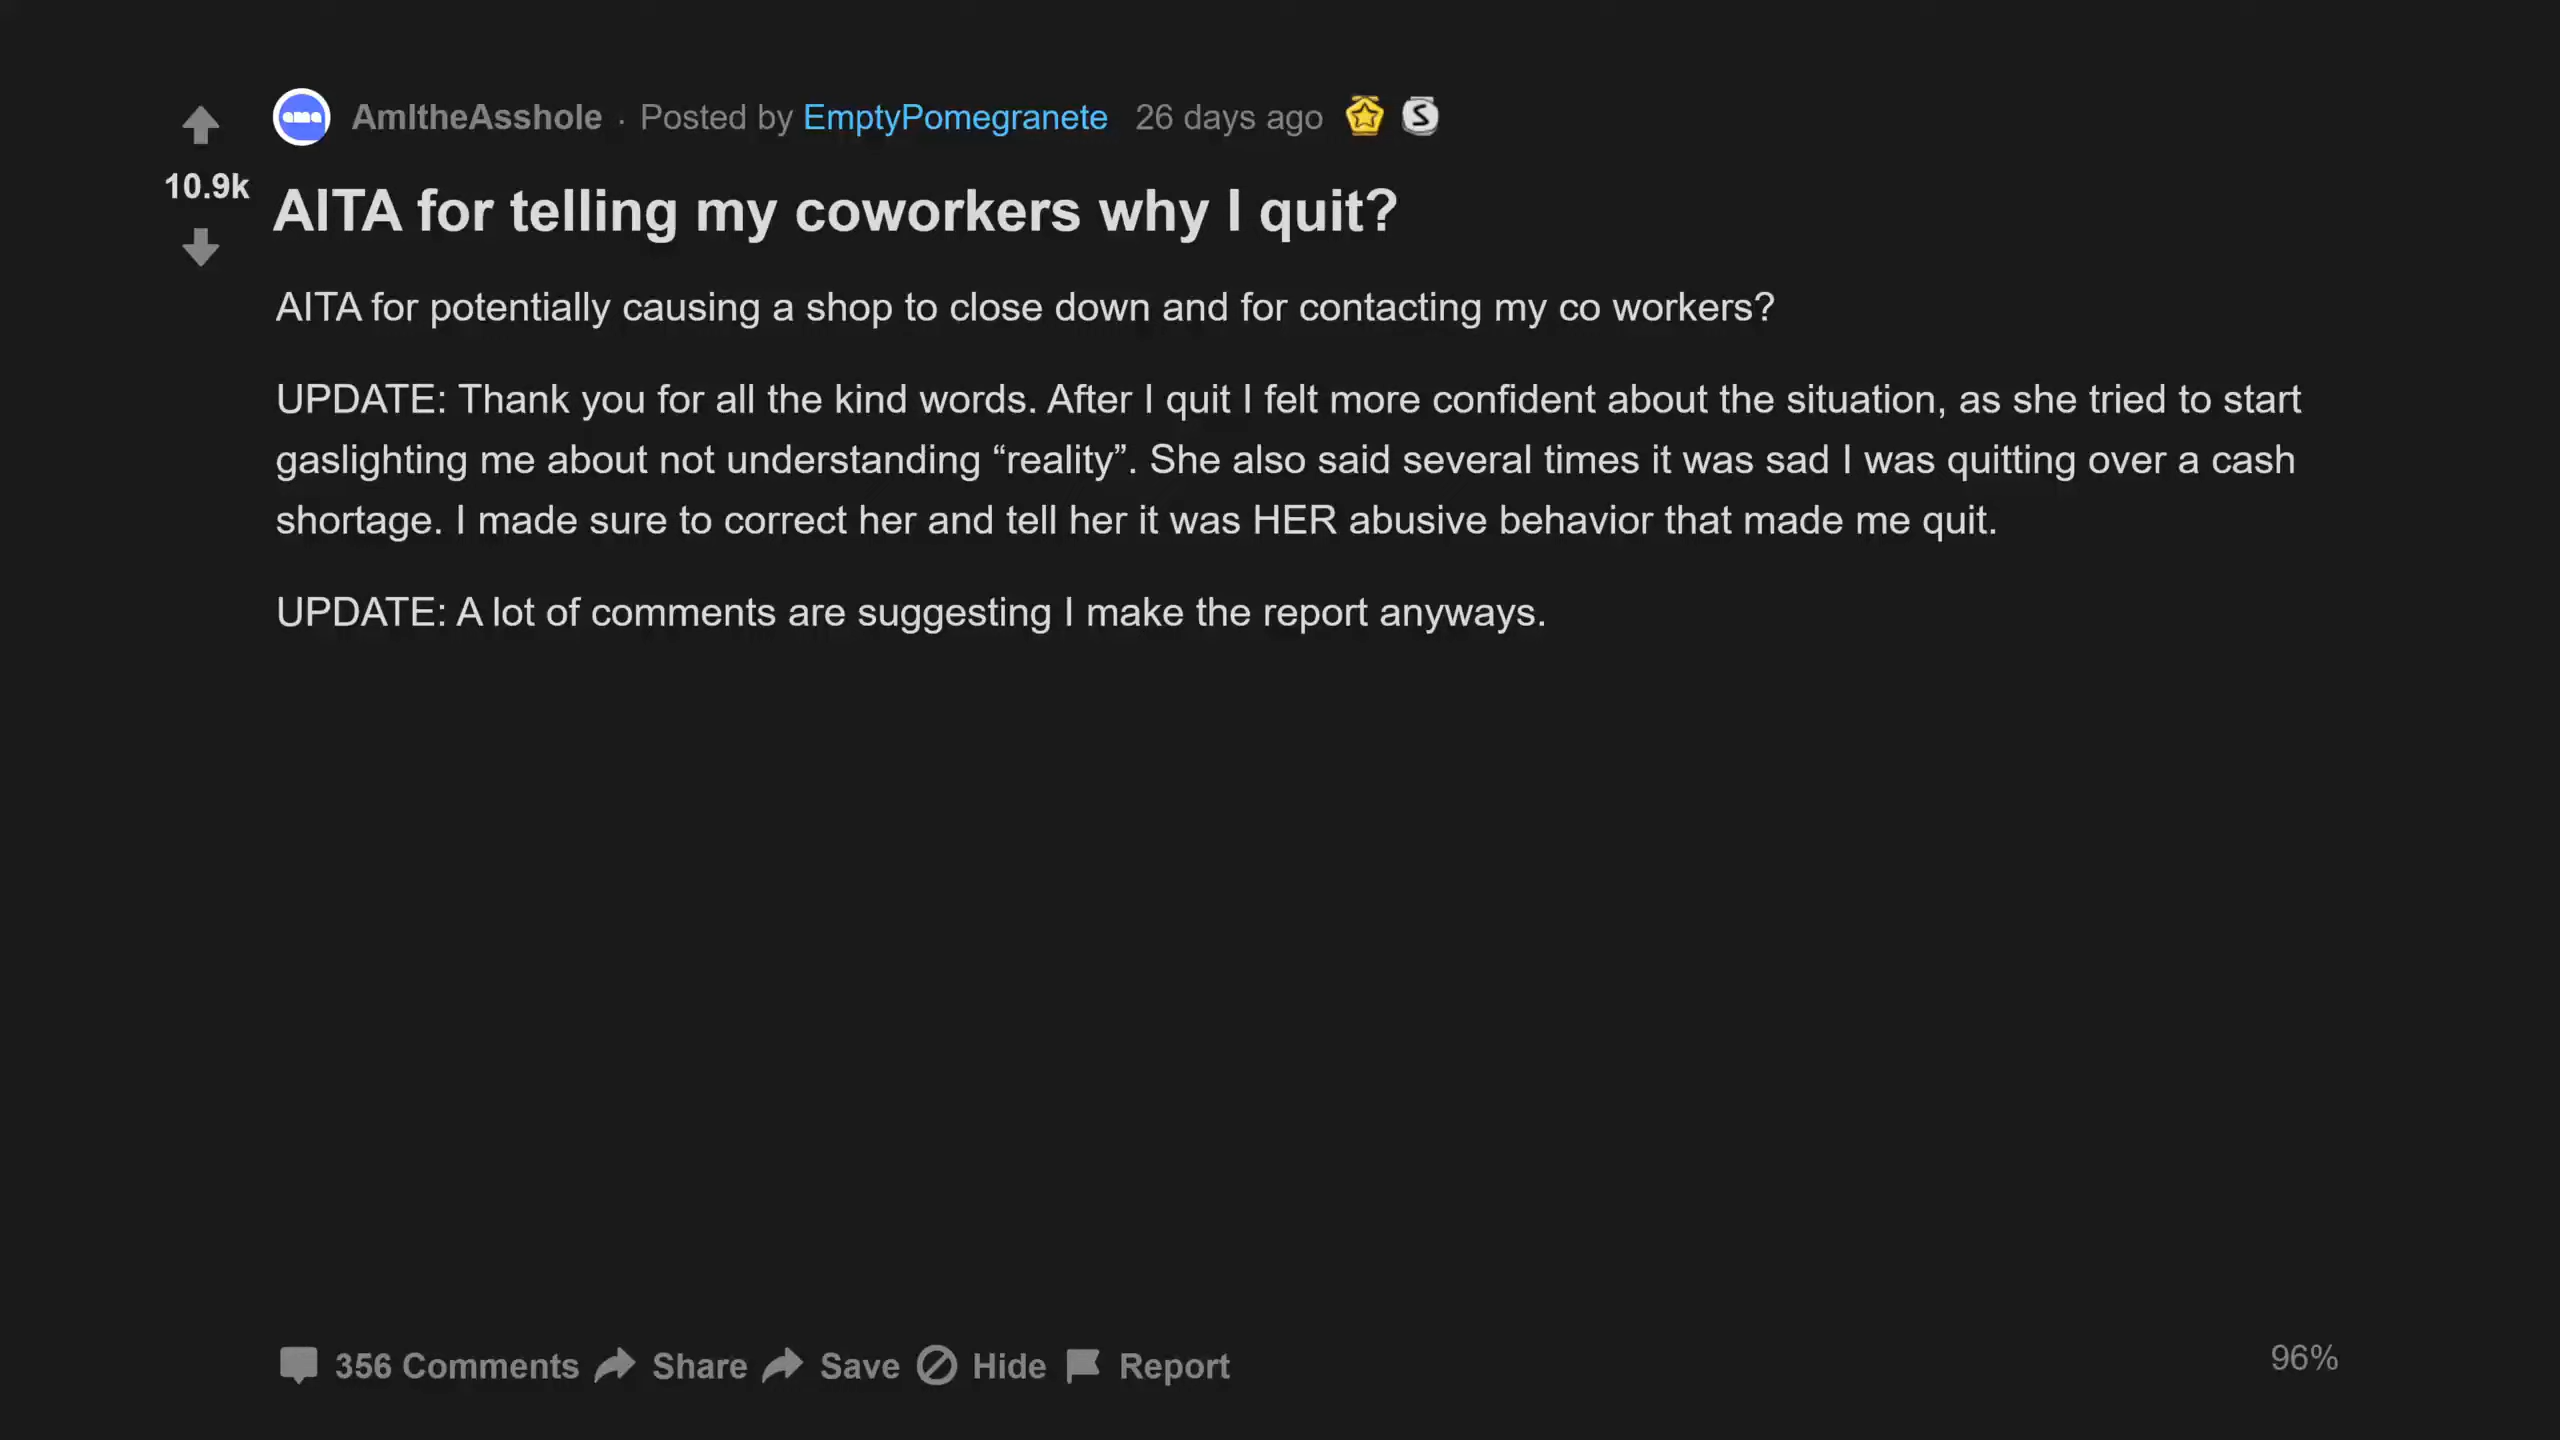 AmItheAsshole · Posted by EmptyPomegranete 26 days ago
10.9k
AITA for telling my coworkers why I quit?
AITA for potentially causing a shop to close down and for contacting my co workers?
UPDATE: Thank you for all the kind words. After I quit I felt more confident about the situation, as she tried to start
gaslighting me about not understanding “reality”. She also said several times it was sad I was quitting over a cash
shortage. I made sure to correct her and tell her it was HER abusive behavior that made me quit.
UPDATE: A lot of comments are suggesting I make the report anyways.
356 Comments Share Save Hide Report
96%